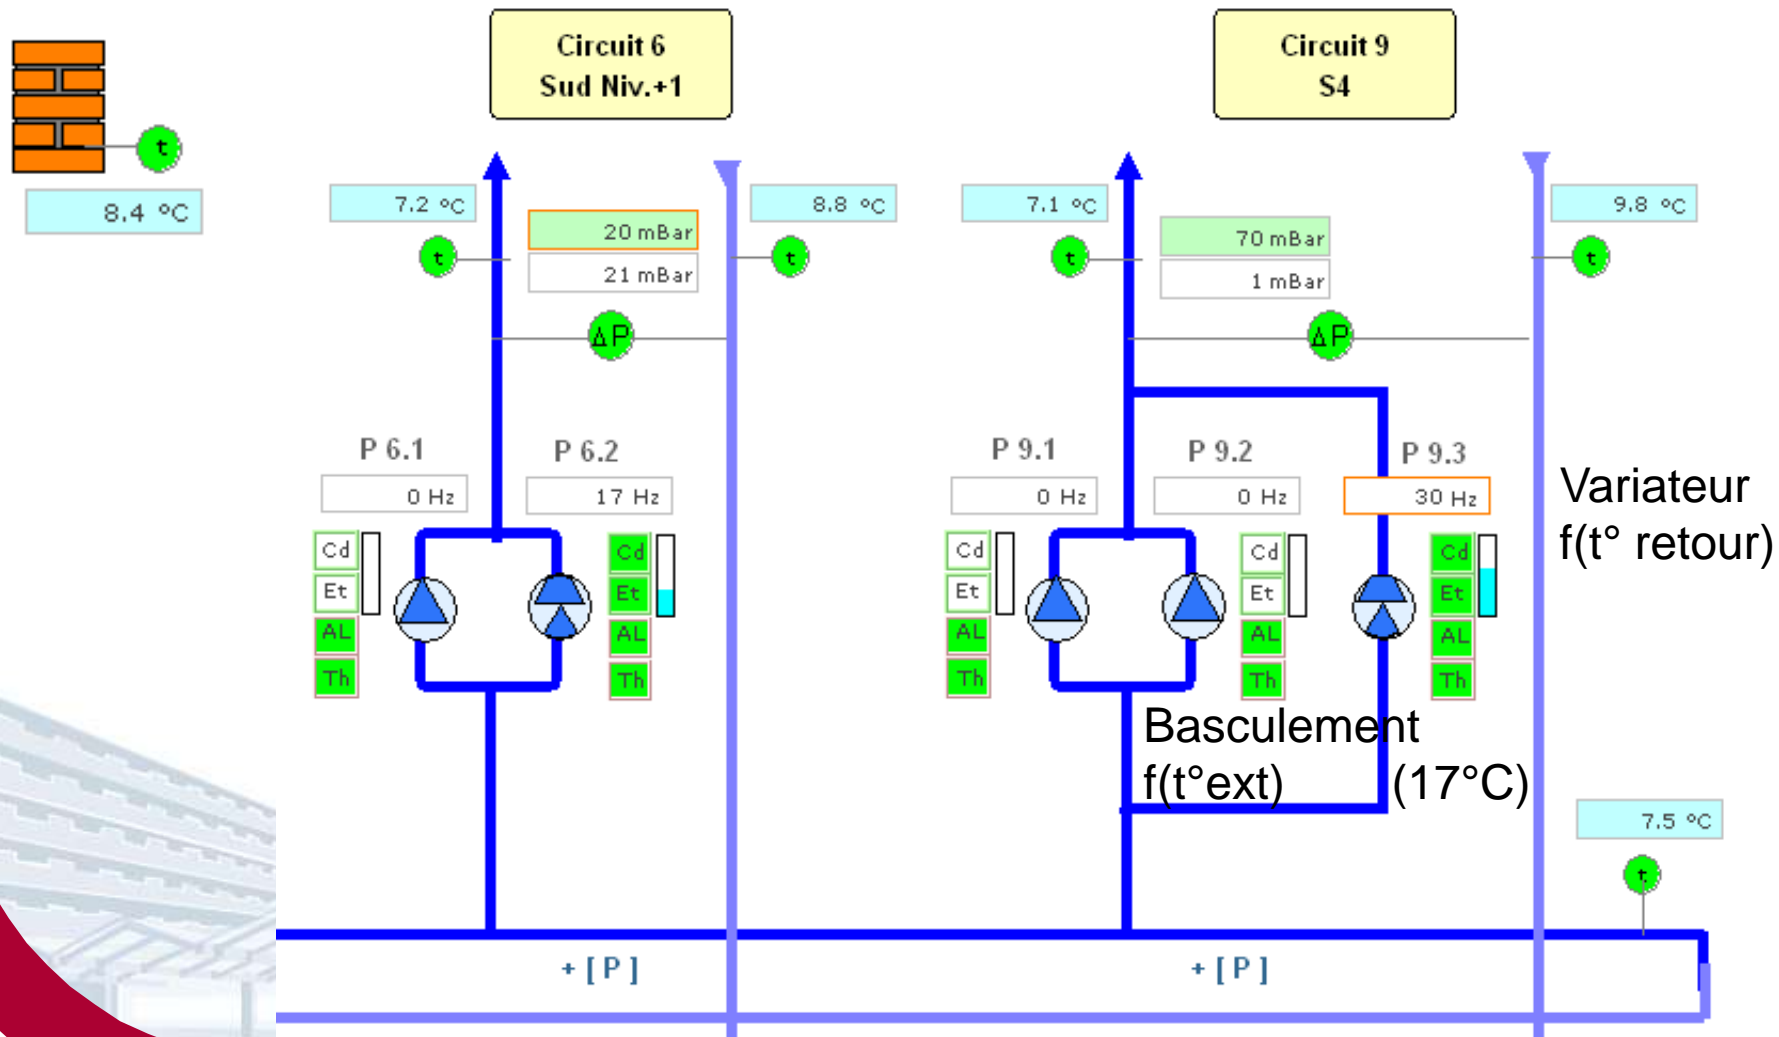 Circuit 6
Sud Niv.+1
Circuit 9
S4
t
8.4 °C
7.2 °C
20 mBar
21 mBar
8.8 °C
t
t
ΔP
7.1 °C
70 mBar
1 mBar
9.8 °C
t
t
ΔP
P 6.1
P 6.2
0 Hz
17 Hz
Cd
Et
AL
Th
Cd
Et
AL
Th
P 9.1
P 9.2
P 9.3
0 Hz
0 Hz
30 Hz
Cd
Et
AL
Th
Cd
Et
AL
Th
Cd
Et
AL
Th
Variateur
f(t° retour)
Basculement
f(t°ext) (17°C)
7.5 °C
t
+ [ P ]
+ [ P ]